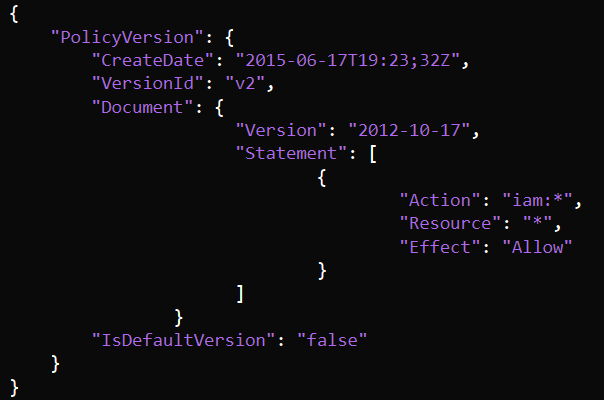 {
"PolicyVersion": {
"CreateDate": "2015-06-17T19:23;32Z",
"VersionId": "v2",
"Document": {
"Version": "2012-10-17",
"Statement": [
{
"Action": "iam:*",
"Resource": "*",
"Effect": "Allow"
}
]
}
"IsDefaultVersion": "false"
}
}